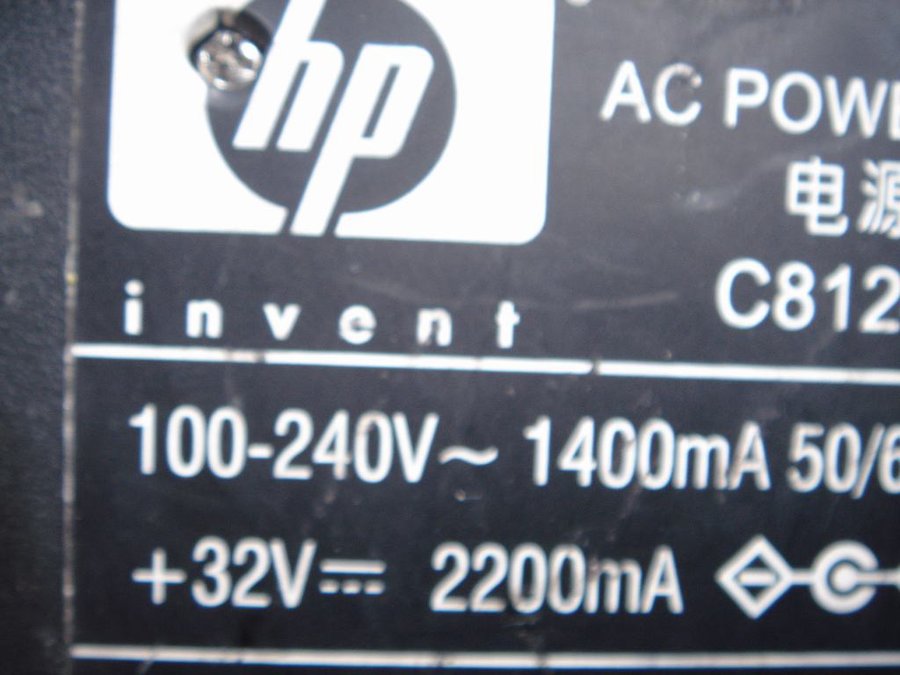 hp
AC POWE
电源
C812
invent
100-240V~ 1400mA 50/6
+32V⎓ 2200mA